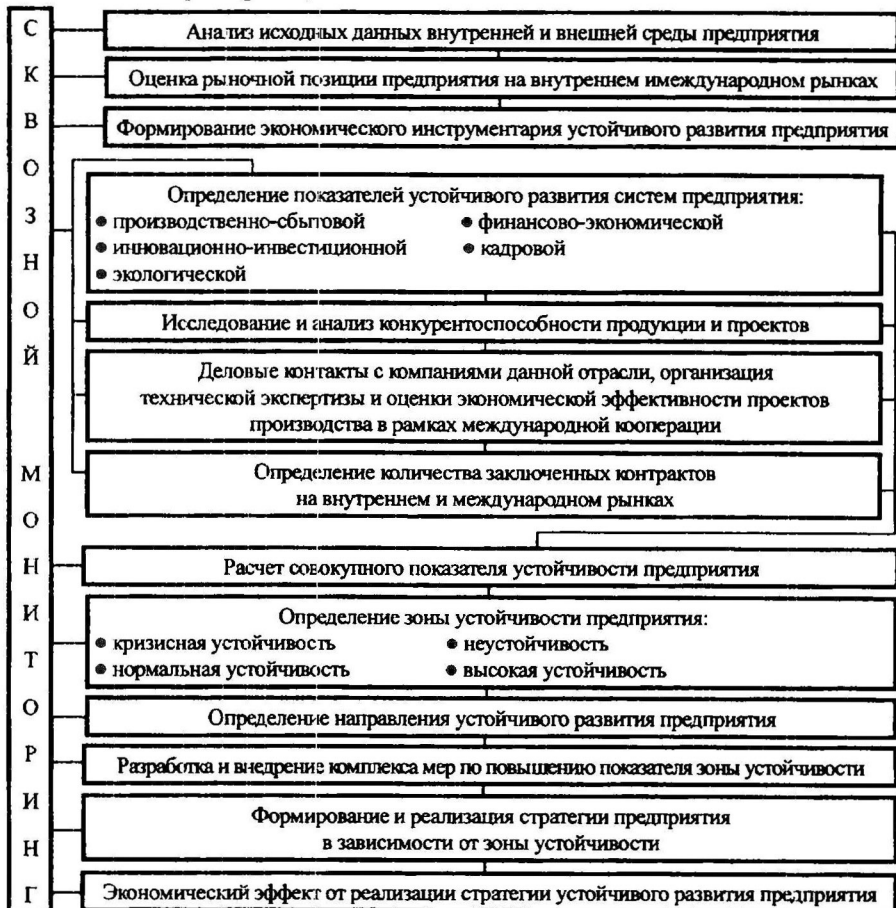 СКВОЗНОЙ МОНИТОРИНГ
Анализ исходных данных внутренней и внешней среды предприятия
Оценка рыночной позиции предприятия на внутреннем имеждународном рынках
Формирование экономического инструментария устойчивого развития предприятия
Определение показателей устойчивого развития систем предприятия:
• производственно-сбытовой • финансово-экономической
• инновационно-инвестиционной • кадровой
• экологической
Исследование и анализ конкурентоспособности продукции и проектов
Деловые контакты с компаниями данной отрасли, организация
технической экспертизы и оценки экономической эффективности проектов
производства в рамках международной кооперации
Определение количества заключенных контрактов
на внутреннем и международном рынках
Расчет совокупного показателя устойчивости предприятия
Определение зоны устойчивости предприятия:
• кризисная устойчивость • неустойчивость
• нормальная устойчивость • высокая устойчивость
Определение направления устойчивого развития предприятия
Разработка и внедрение комплекса мер по повышению показателя зоны устойчивости
Формирование и реализация стратегии предприятия
в зависимости от зоны устойчивости
Экономический эффект от реализации стратегии устойчивого развития предприятия